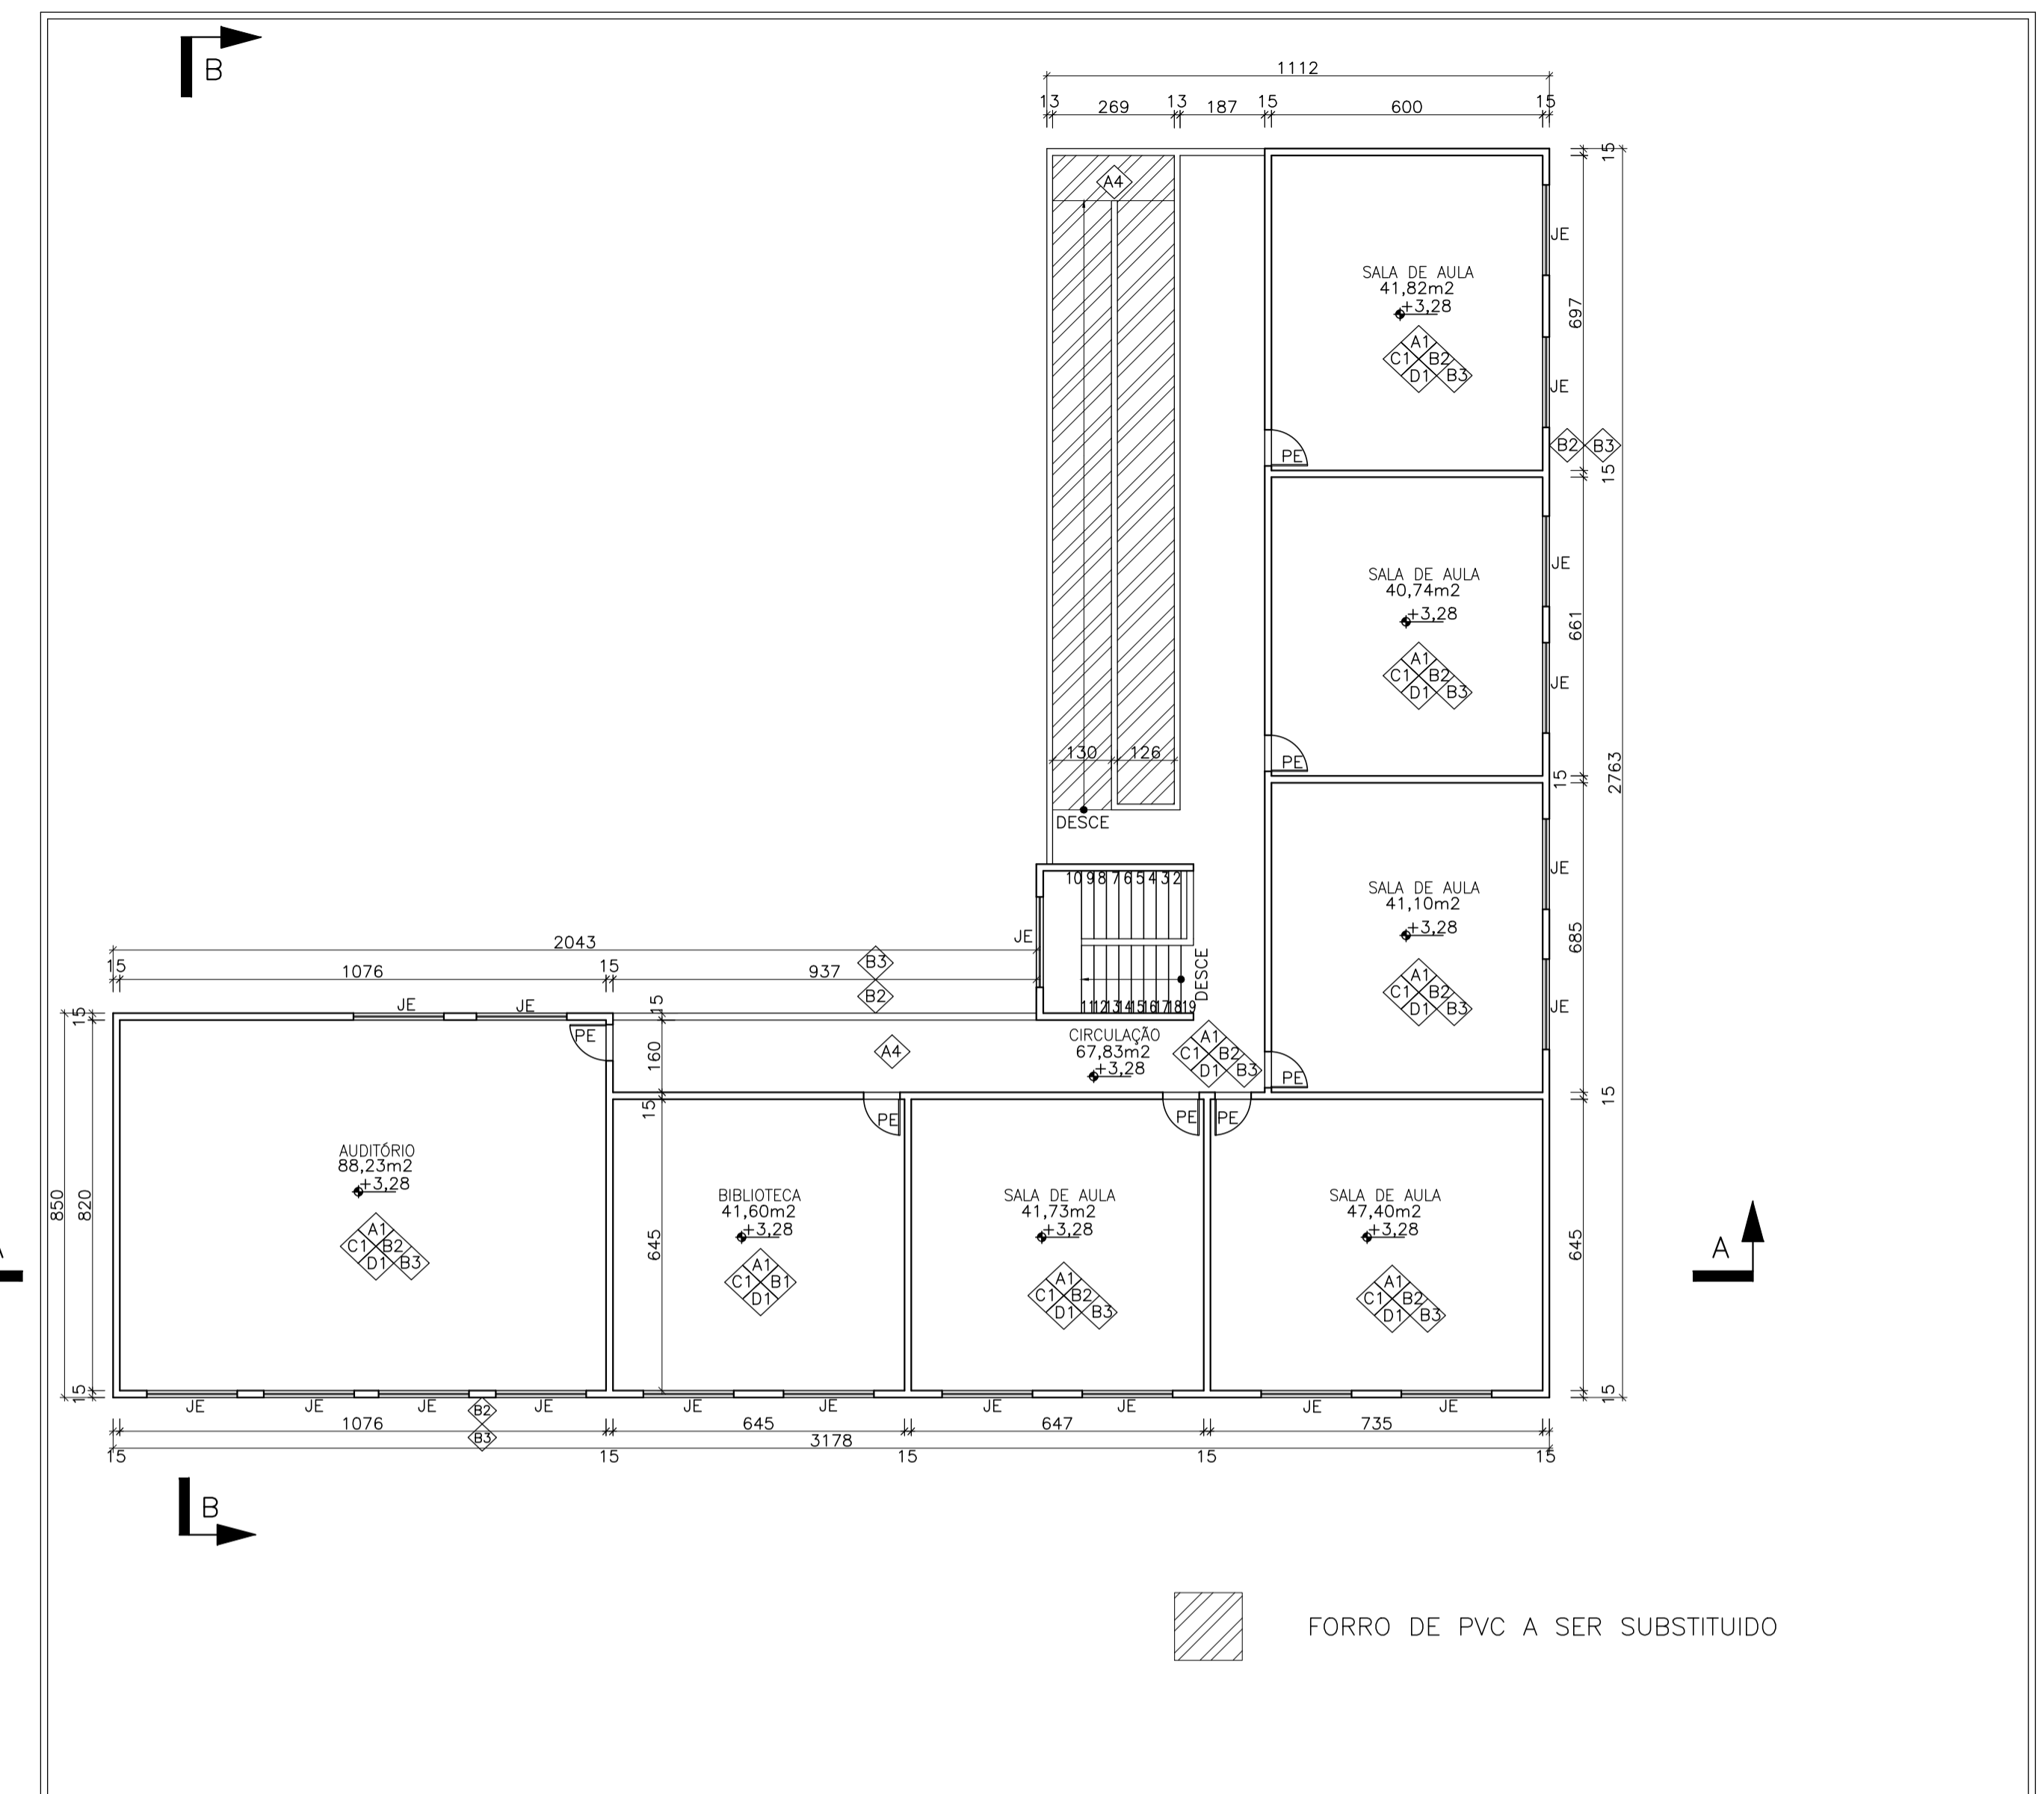 B
1112
13
269
13
187
15
600
15
15
A4
JE
SALA DE AULA
41,82m2
+3,28
697
A1
C1 B2
D1 B3
JE
PE
B2 B3
15
JE
SALA DE AULA
40,74m2
+3,28
661
A1
C1 B2
D1 B3
JE
130
126
PE
15
2763
DESCE
10 9 8 7 6 5 4 3 2
JE
SALA DE AULA
41,10m2
+3,28
685
JE
DESCE
2043
B3
15
1076
15
937
A1
C1 B2
D1 B3
B2
11 12 13 14 15 16 17 18 19
JE
JE
JE
15
15
PE
CIRCULAÇÃO
67,83m2
+3,28
A4
160
A1
C1 B2
D1 B3
PE
15
15
PE
PE
PE
AUDITÓRIO
88,23m2
+3,28
850
820
A1
C1 B2
D1 B3
BIBLIOTECA
41,60m2
+3,28
645
A1
C1 B1
D1
SALA DE AULA
41,73m2
+3,28
A1
C1 B2
D1 B3
SALA DE AULA
47,40m2
+3,28
A1
C1 B2
D1 B3
645
A
15
15
JE
JE
JE
B2
JE
JE
JE
JE
JE
JE
JE
1076
B3
645
647
735
3178
15
15
15
15
15
B
FORRO DE PVC A SER SUBSTITUIDO